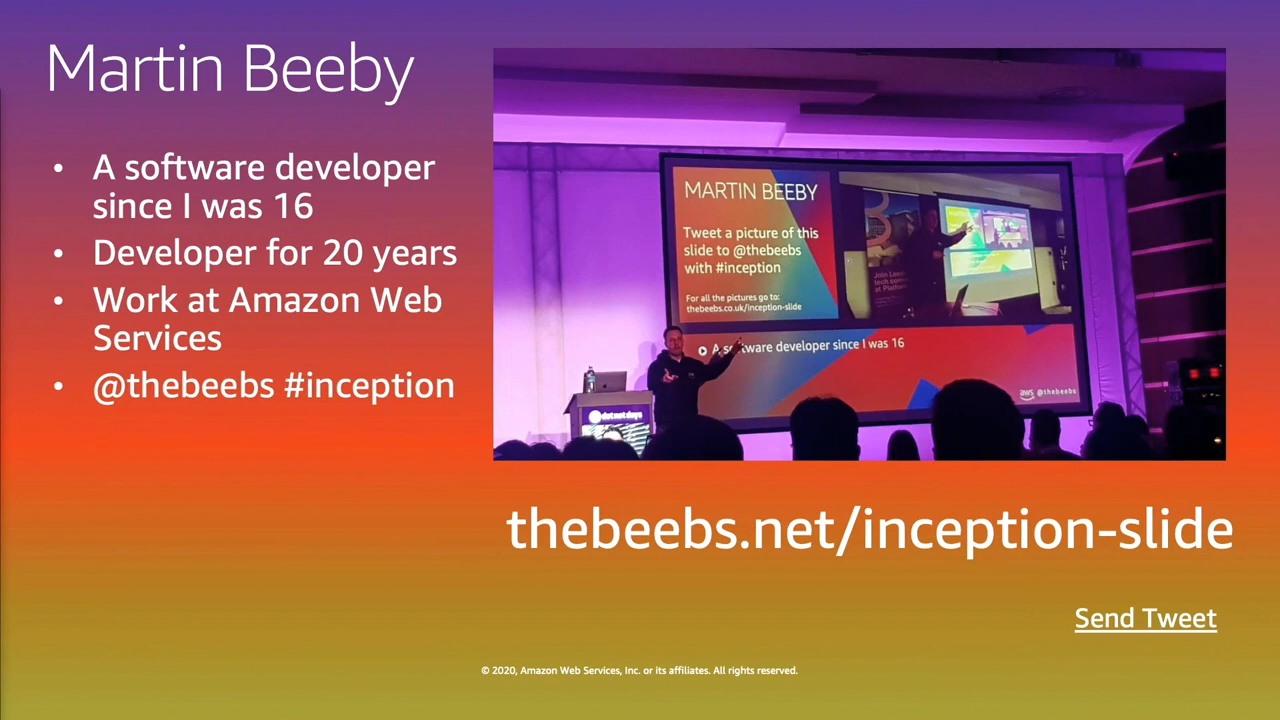 Martin Beeby
• A software developer
since I was 16
• Developer for 20 years
• Work at Amazon Web
Services
• @thebeebs #inception
MARTIN BEEBY
Tweet a picture of this
slide to @thebeebs
with #inception
For all the pictures go to:
thebeebs.co.uk/inception-slide
A software developer since I was 16
aws @thebeebs
dotnetdays
thebeebs.net/inception-slide
Send Tweet
© 2020, Amazon Web Services, Inc. or its affiliates. All rights reserved.